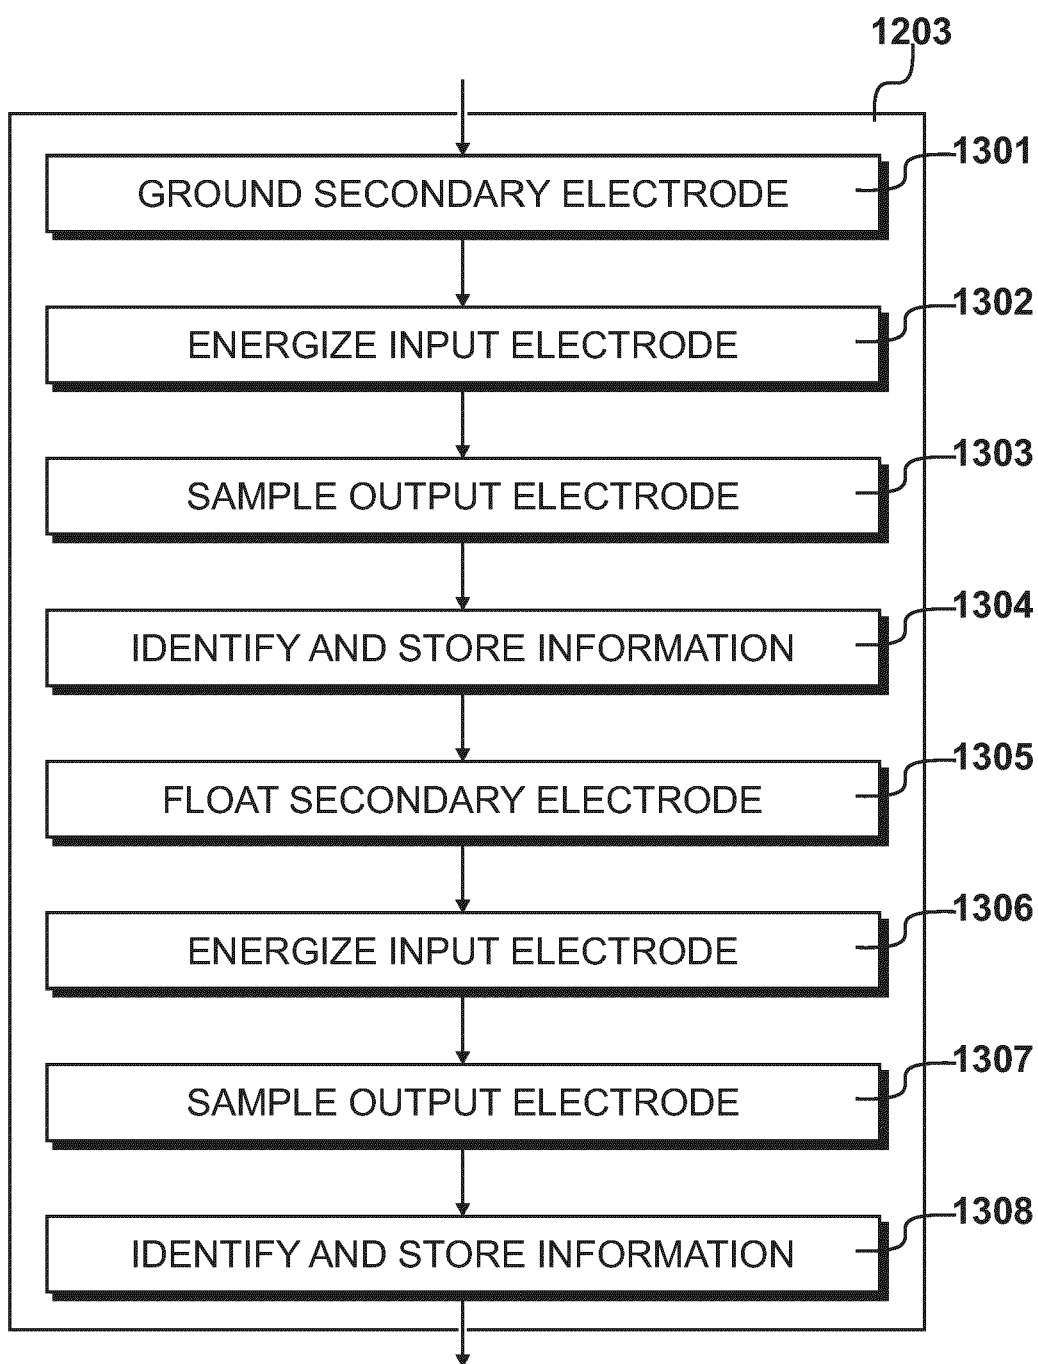 1203
1301
GROUND SECONDARY ELECTRODE
1302
ENERGIZE INPUT ELECTRODE
1303
SAMPLE OUTPUT ELECTRODE
1304
IDENTIFY AND STORE INFORMATION
1305
FLOAT SECONDARY ELECTRODE
1306
ENERGIZE INPUT ELECTRODE
1307
SAMPLE OUTPUT ELECTRODE
1308
IDENTIFY AND STORE INFORMATION